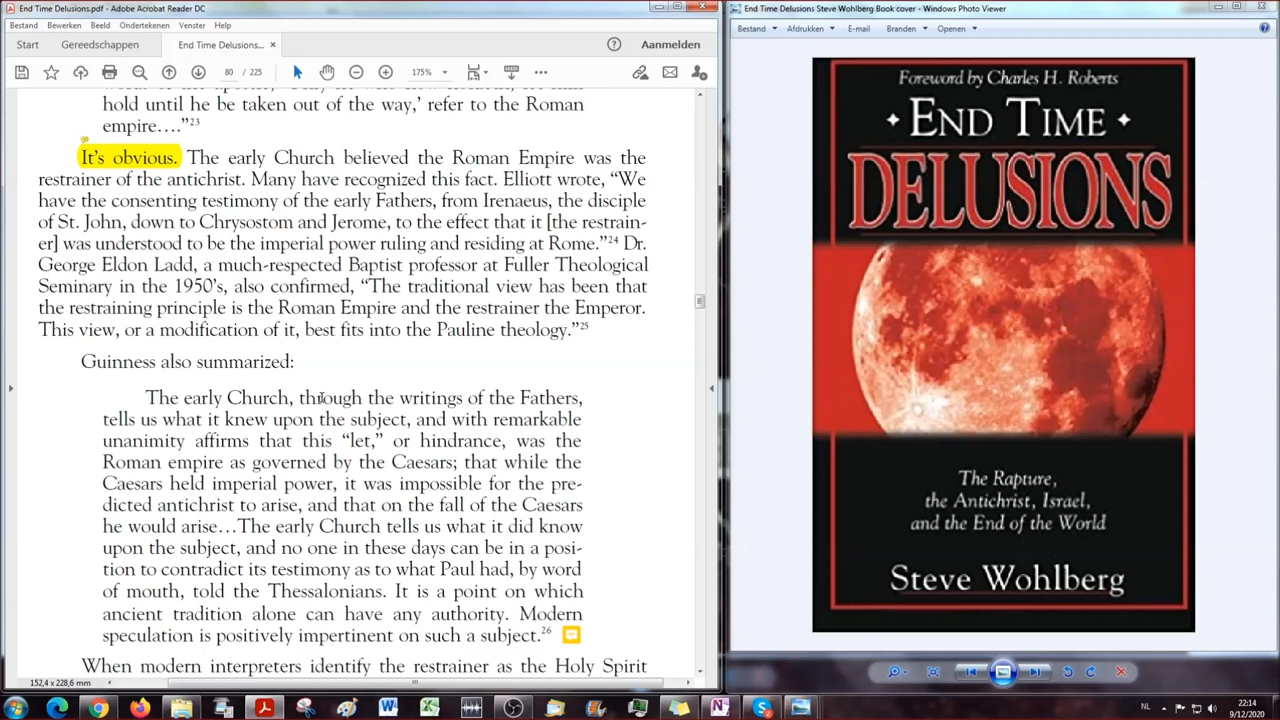 End Time Delusions.pdf - Adobe Acrobat Reader DC
Bestand Bewerken Beeld Ondertekenen Venster Help
Start Gereedschappen End Time Delusions... × Aanmelden
80 / 225 175%
hold until he be taken out of the way,’ refer to the Roman
empire….”23
It’s obvious. The early Church believed the Roman Empire was the
restrainer of the antichrist. Many have recognized this fact. Elliott wrote, “We
have the consenting testimony of the early Fathers, from Irenaeus, the disciple
of St. John, down to Chrysostom and Jerome, to the effect that it [the restrain-
er] was understood to be the imperial power ruling and residing at Rome.”24 Dr.
George Eldon Ladd, a much-respected Baptist professor at Fuller Theological
Seminary in the 1950’s, also confirmed, “The traditional view has been that
the restraining principle is the Roman Empire and the restrainer the Emperor.
This view, or a modification of it, best fits into the Pauline theology.”25
Guinness also summarized:
The early Church, through the writings of the Fathers,
tells us what it knew upon the subject, and with remarkable
unanimity affirms that this “let,” or hindrance, was the
Roman empire as governed by the Caesars; that while the
Caesars held imperial power, it was impossible for the pre-
dicted antichrist to arise, and that on the fall of the Caesars
he would arise…The early Church tells us what it did know
upon the subject, and no one in these days can be in a posi-
tion to contradict its testimony as to what Paul had, by word
of mouth, told the Thessalonians. It is a point on which
ancient tradition alone can have any authority. Modern
speculation is positively impertinent on such a subject.26
When modern interpreters identify the restrainer as the Holy Spirit
152,4 x 228,6 mm
End Time Delusions Steve Wohlberg Book cover - Windows Photo Viewer
Bestand Afdrukken E-mail Branden Openen
Foreword by Charles H. Roberts
END TIME
DELUSIONS
The Rapture,
the Antichrist, Israel,
and the End of the World
Steve Wohlberg
NL 22:14
9/12/2020